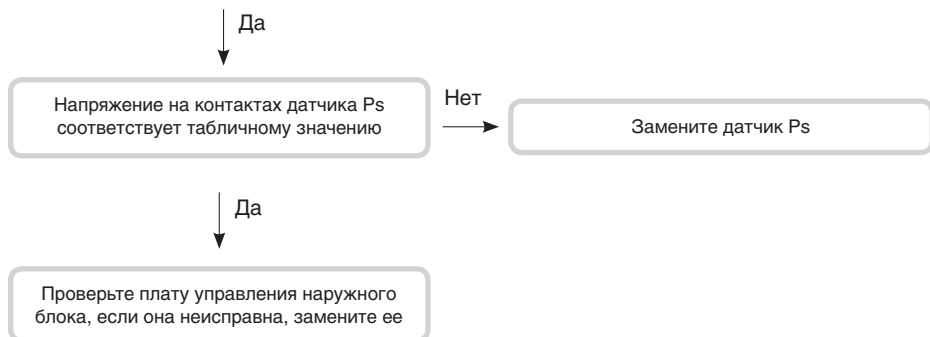 Да
Напряжение на контактах датчика Ps
соответствует табличному значению
Нет
Замените датчик Ps
Да
Проверьте плату управления наружного
блока, если она неисправна, замените ее